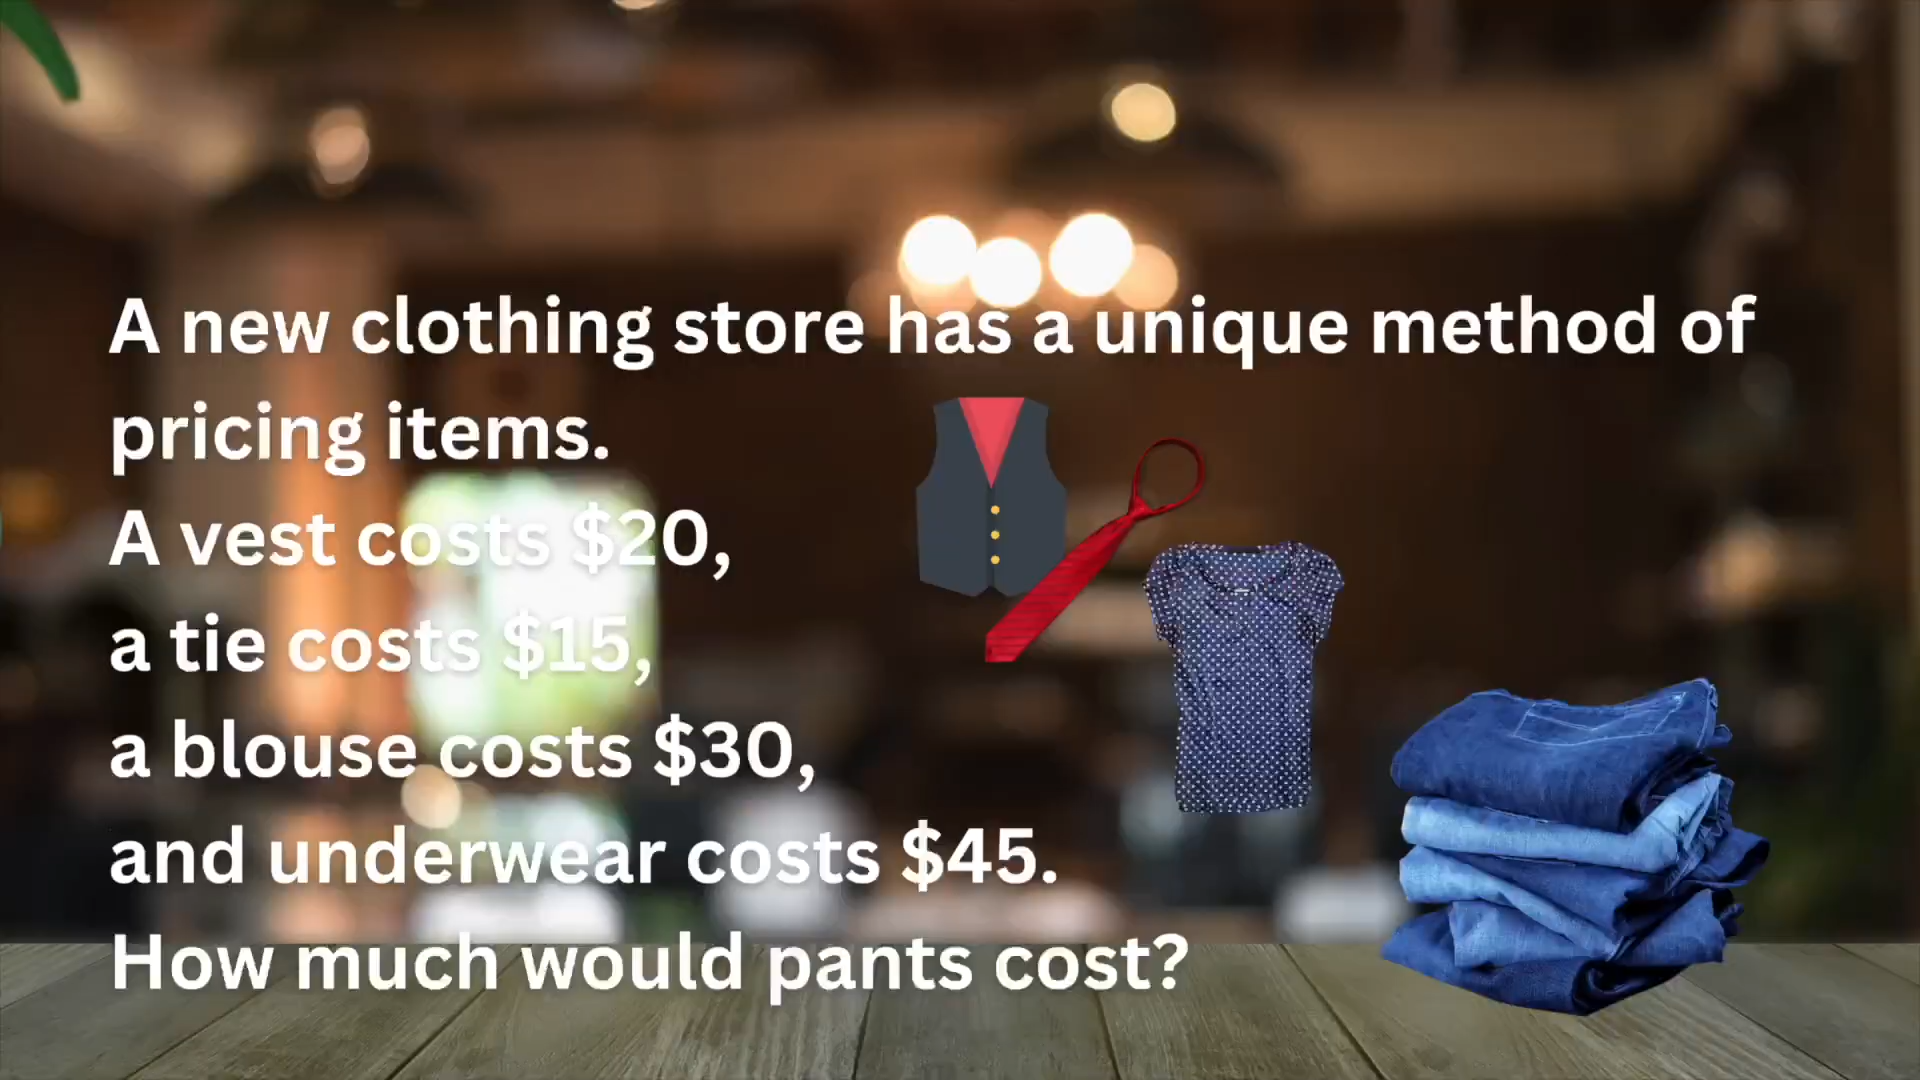 A new clothing store has a unique method of
pricing items.
A vest costs $20,
a tie costs $15,
a blouse costs $30,
and underwear costs $45.
How much would pants cost?